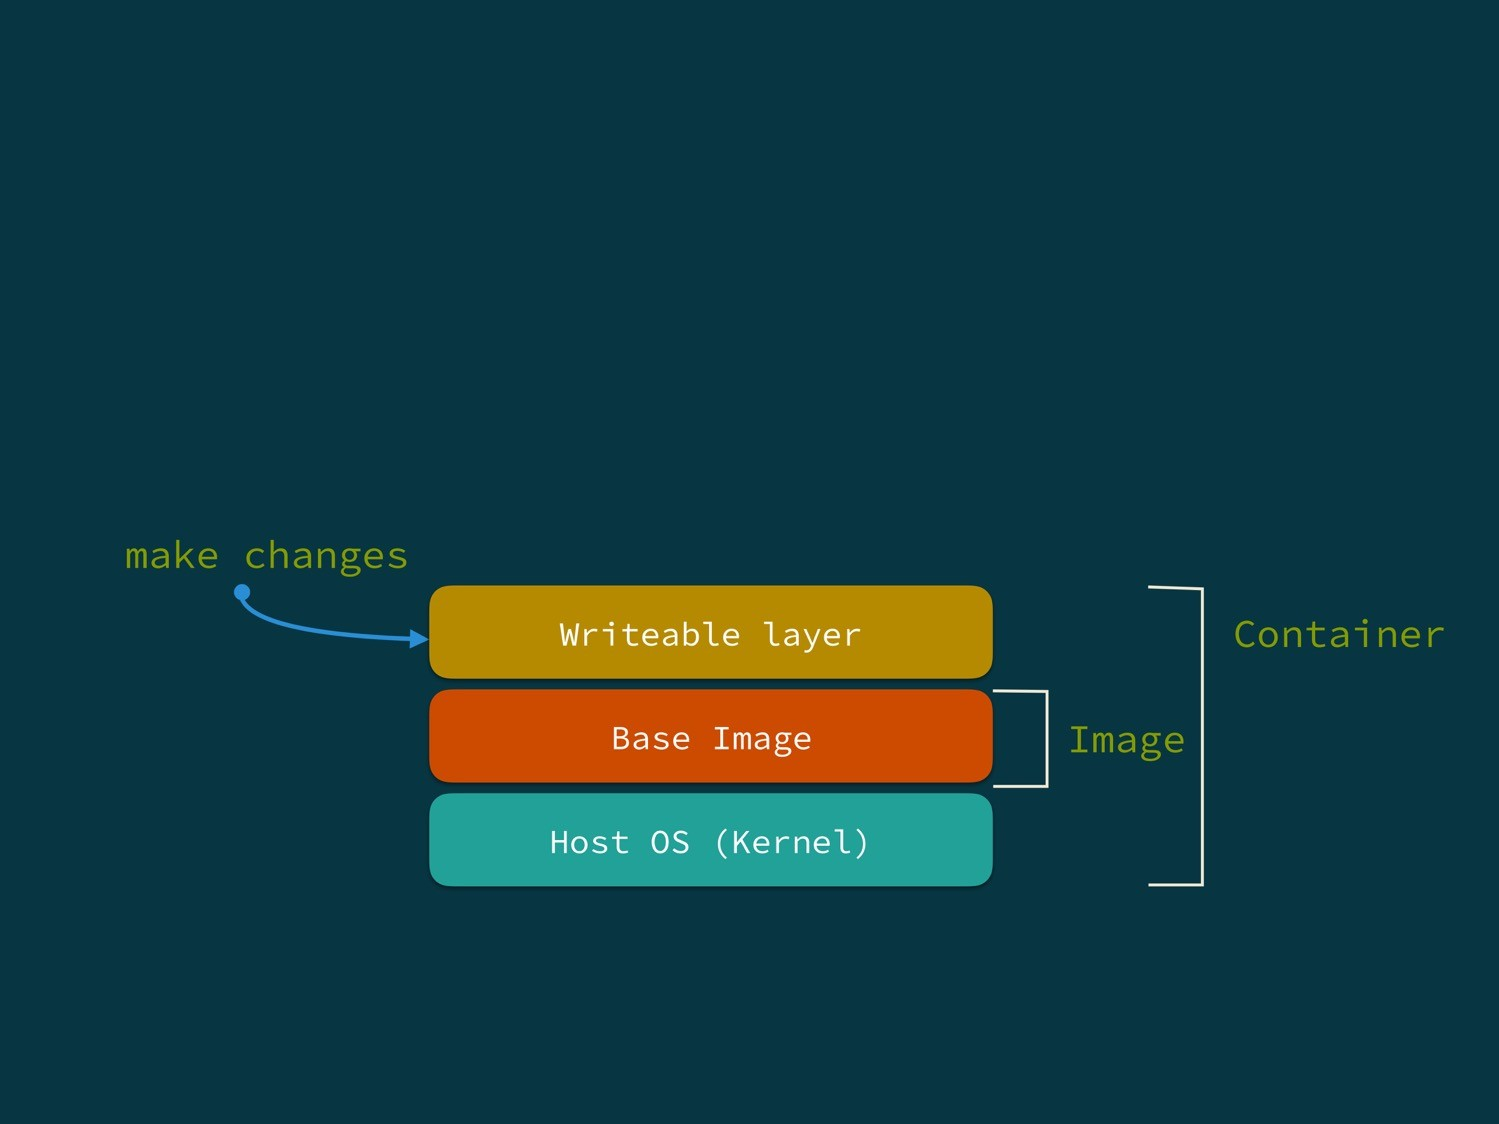 make changes
Writeable layer
Container
Base Image
Image
Host OS (Kernel)